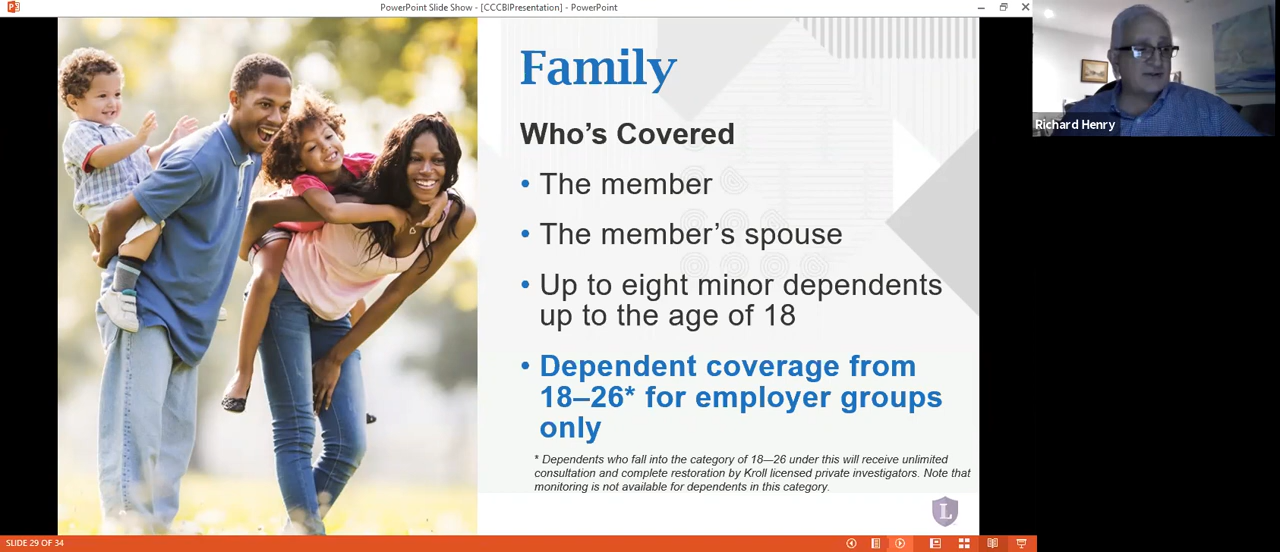 PowerPoint Slide Show - [CCCBIPresentation] - PowerPoint
Richard Henry
Family
Who's Covered
• The member
• The member's spouse
• Up to eight minor dependents
up to the age of 18
• Dependent coverage from
18–26* for employer groups
only
* Dependents who fall into the category of 18—26 under this will receive unlimited
consultation and complete restoration by Kroll licensed private investigators. Note that
monitoring is not available for dependents in this category.
L
SLIDE 29 OF 34